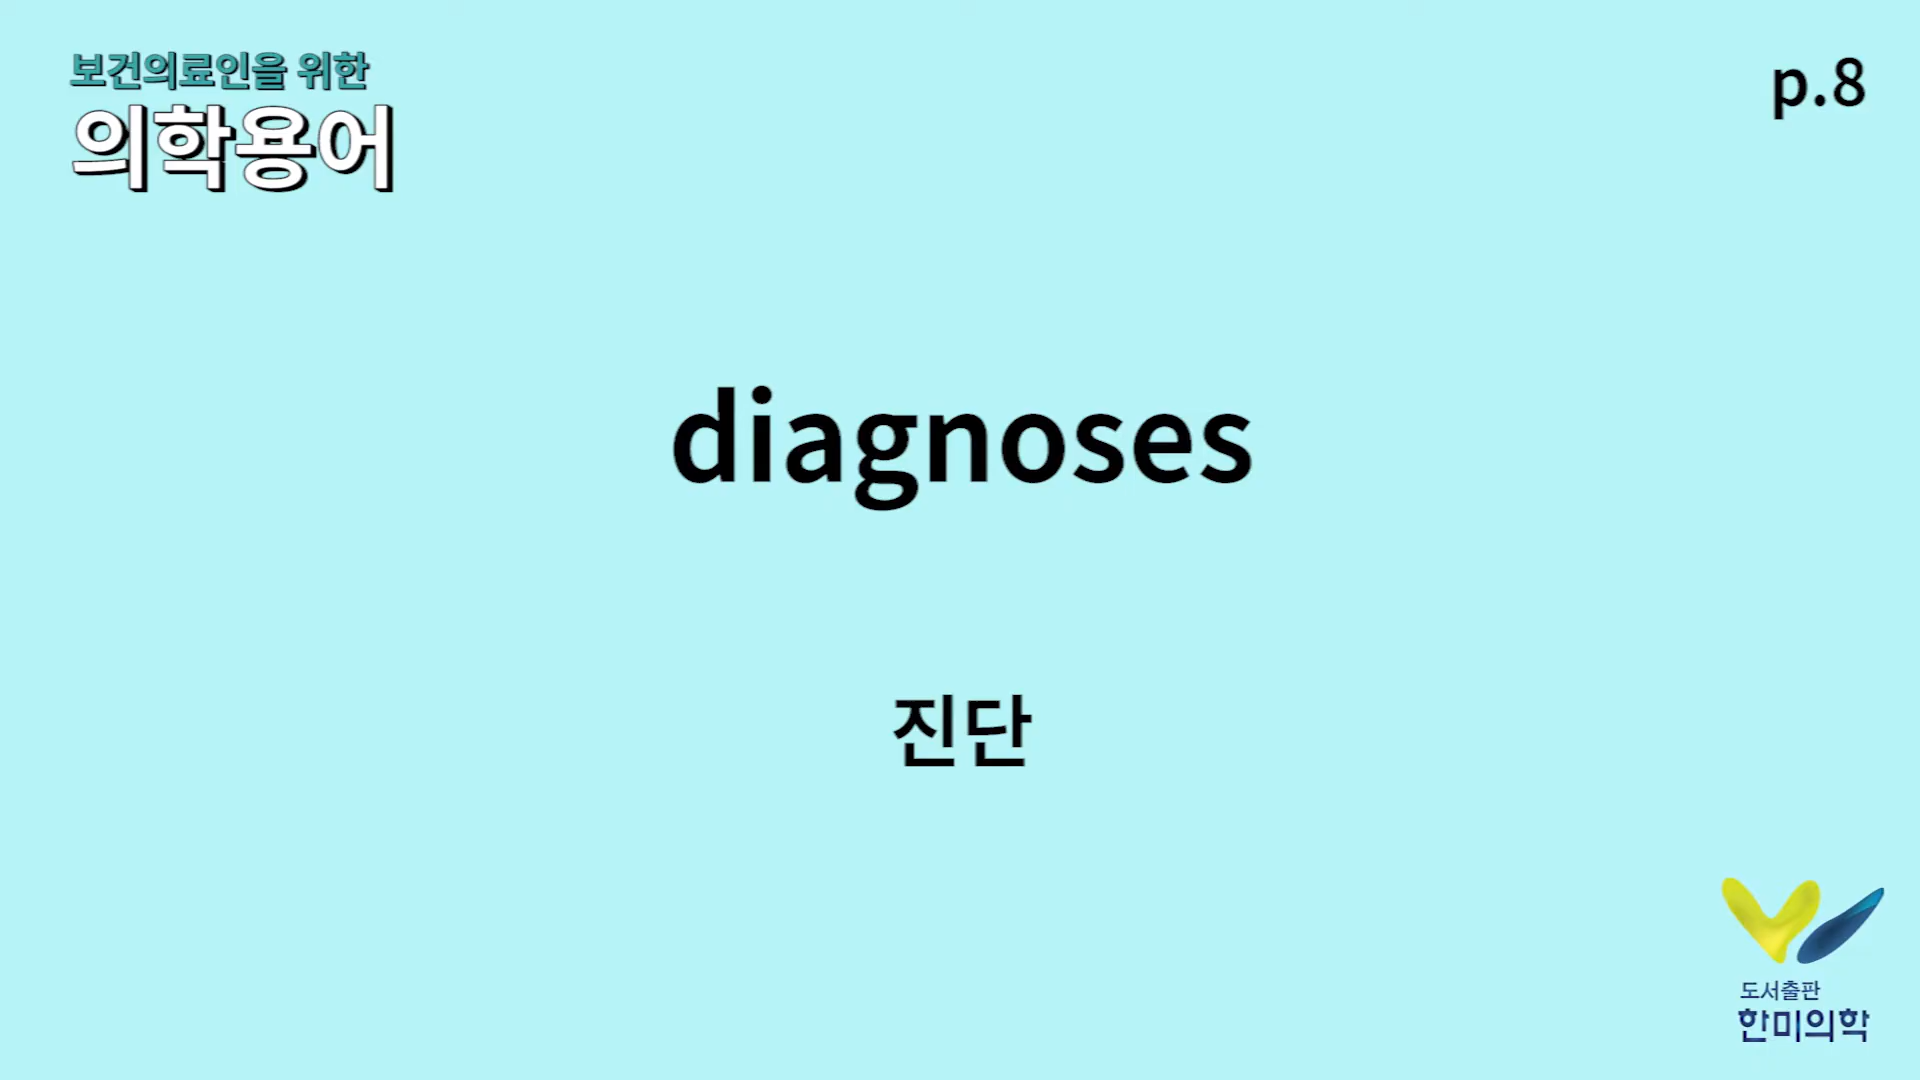 보건의료인을 위한
의학용어
p.8
diagnoses
진단
도서출판
한미의학